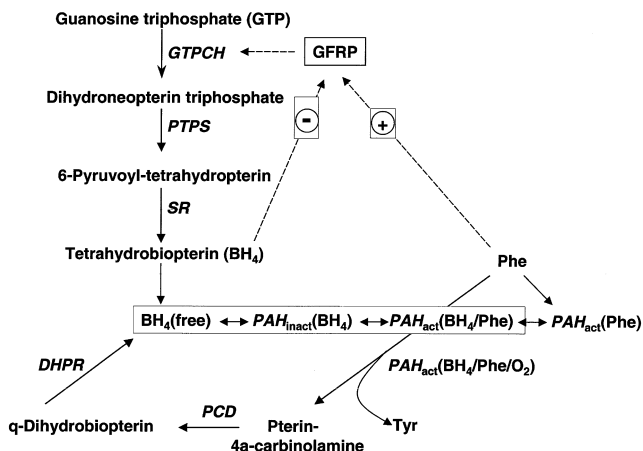 Guanosine triphosphate (GTP)
GTPCH
GFRP
Dihydroneopterin triphosphate
PTPS
-
+
6-Pyruvoyl-tetrahydropterin
SR
Tetrahydrobiopterin (BH₄)
Phe
BH₄(free)
PAHinact(BH₄)
PAHact(BH₄/Phe)
PAHact(Phe)
DHPR
PAHact(BH₄/Phe/O₂)
q-Dihydrobiopterin
PCD
Pterin-
4a-carbinolamine
Tyr